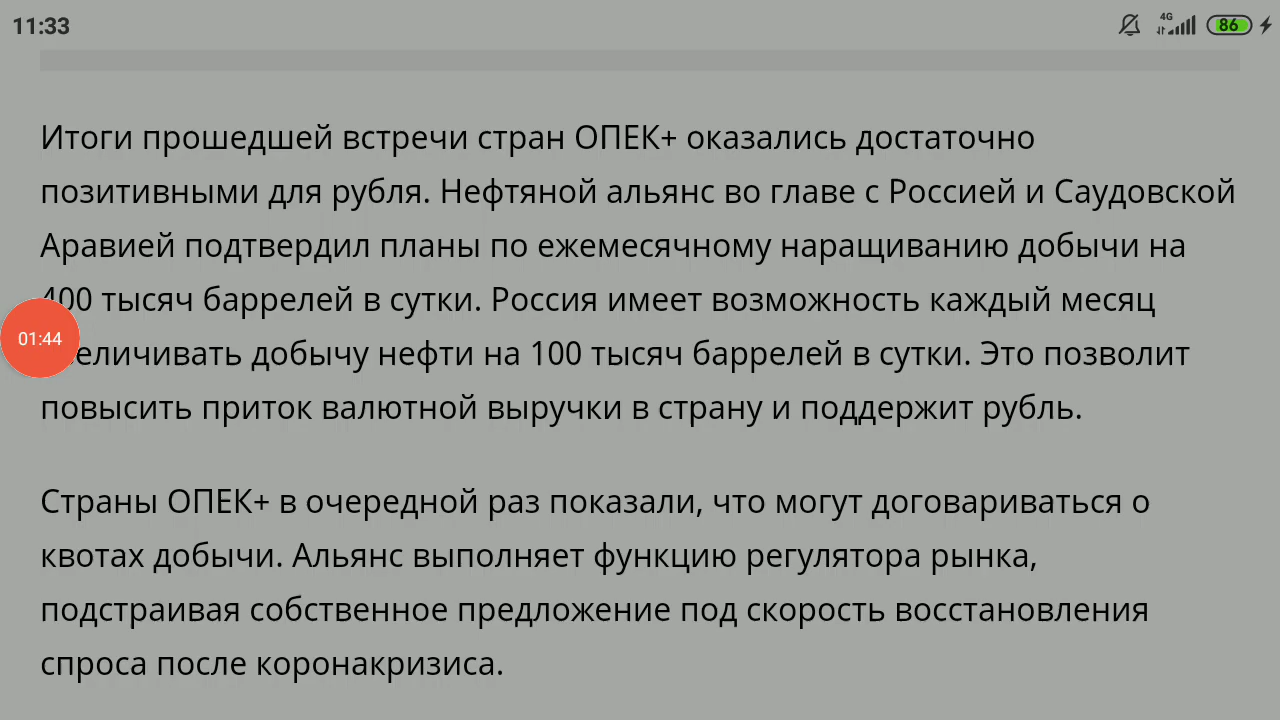 11:33
4G
86
Итоги прошедшей встречи стран ОПЕК+ оказались достаточно
позитивными для рубля. Нефтяной альянс во главе с Россией и Саудовской
Аравией подтвердил планы по ежемесячному наращиванию добычи на
400 тысяч баррелей в сутки. Россия имеет возможность каждый месяц
01:44
еличивать добычу нефти на 100 тысяч баррелей в сутки. Это позволит
повысить приток валютной выручки в страну и поддержит рубль.
Страны ОПЕК+ в очередной раз показали, что могут договариваться о
квотах добычи. Альянс выполняет функцию регулятора рынка,
подстраивая собственное предложение под скорость восстановления
спроса после коронакризиса.